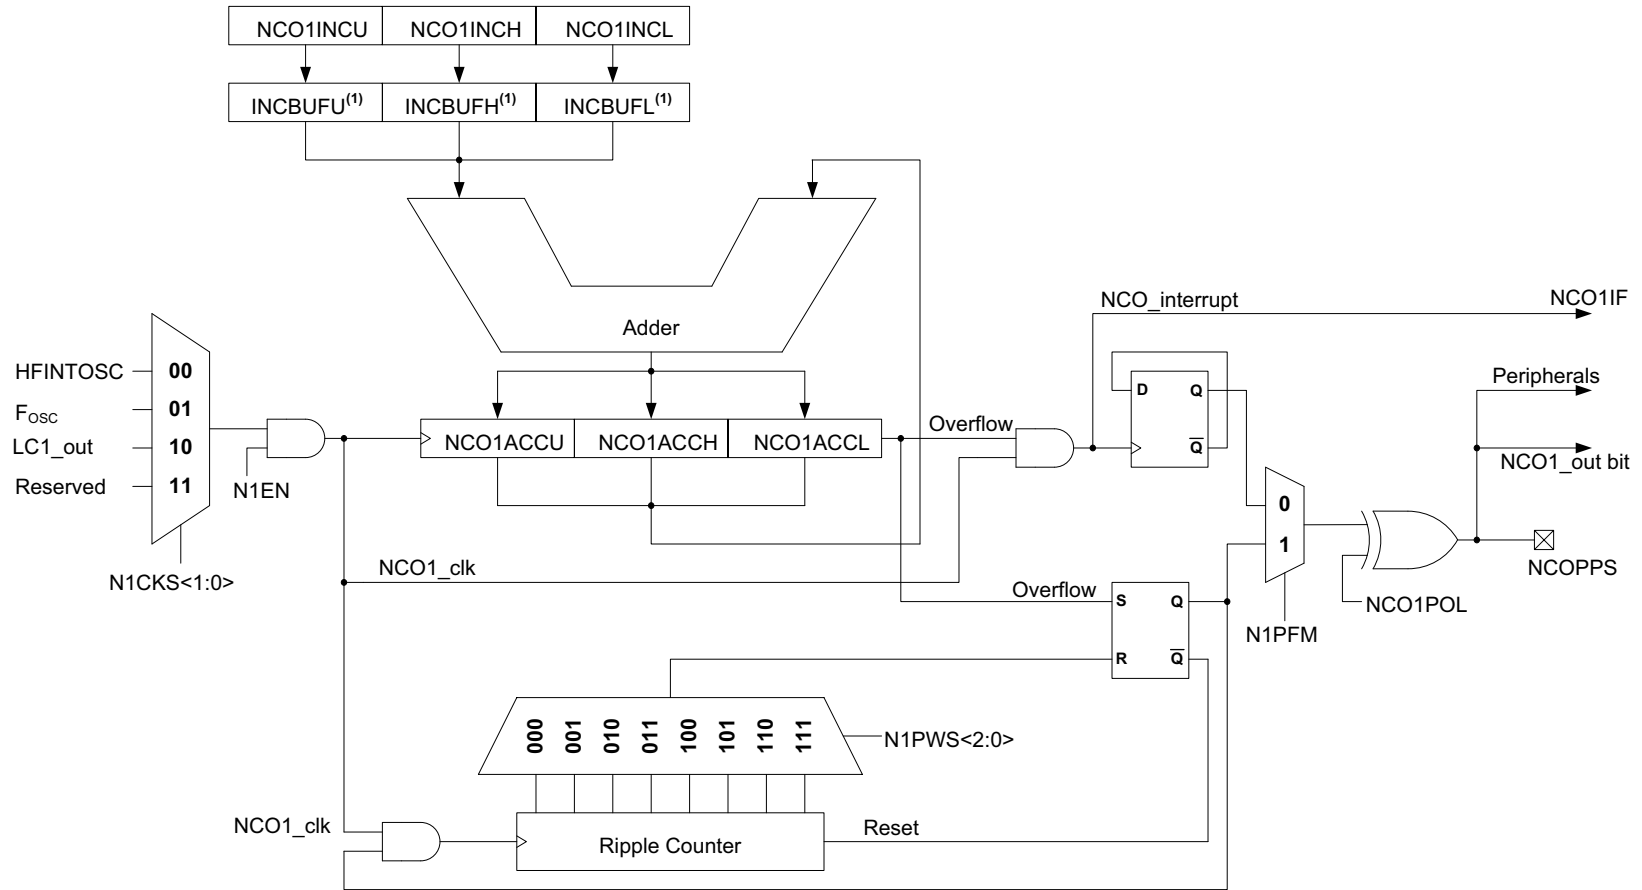 NCO1INCU NCO1INCH NCO1INCL
INCBUFU(1) INCBUFH(1) INCBUFL(1)
Adder
NCO_interrupt
NCO1IF
HFINTOSC 00
FOSC 01
LC1_out 10
Reserved 11
N1EN
N1CKS<1:0>
NCO1ACCU NCO1ACCH NCO1ACCL
Overflow
D Q
Q̅
Peripherals
NCO1_out bit
0
1
NCOPPS
NCO1POL
N1PFM
NCO1_clk
Overflow
S Q
R Q̅
000 001 010 011 100 101 110 111
N1PWS<2:0>
NCO1_clk
Ripple Counter
Reset